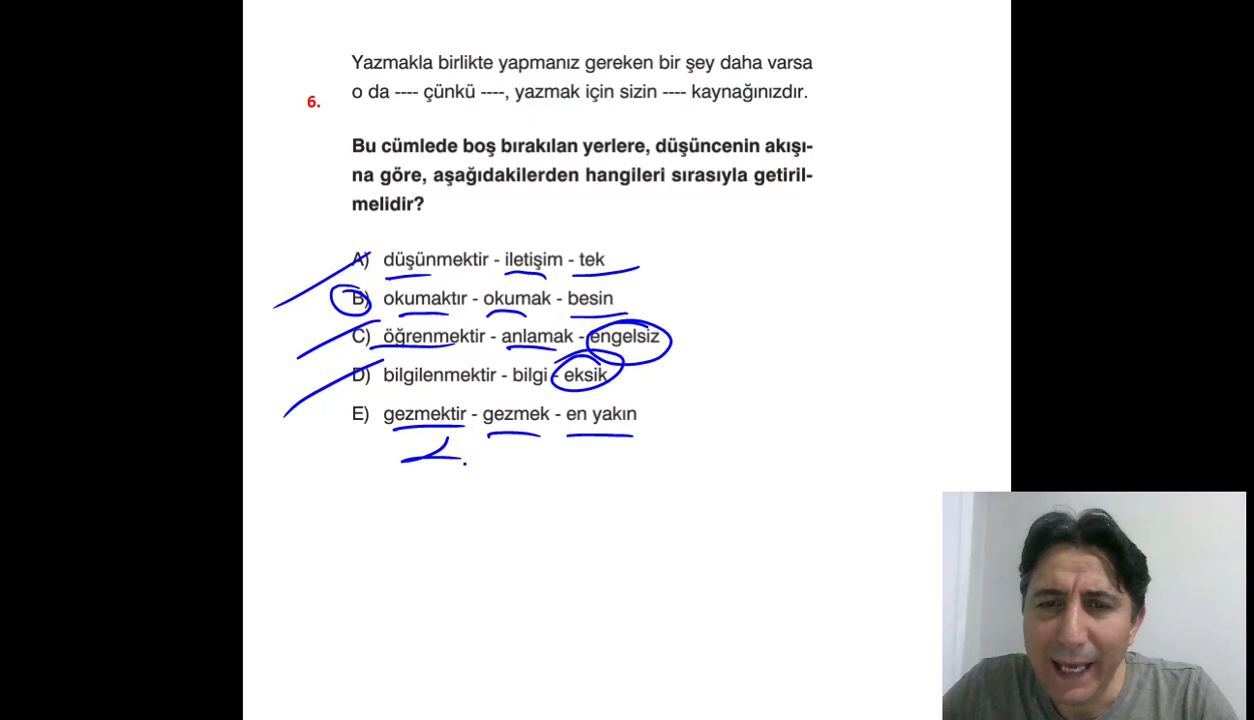 Yazmakla birlikte yapmanız gereken bir şey daha varsa
6. o da ---- çünkü ----, yazmak için sizin ---- kaynağınızdır.
Bu cümlede boş bırakılan yerlere, düşüncenin akışı-
na göre, aşağıdakilerden hangileri sırasıyla getiril-
melidir?
A) düşünmektir - iletişim - tek
B) okumaktır - okumak - besin
C) öğrenmektir - anlamak - engelsiz
D) bilgilenmektir - bilgi - eksik
E) gezmektir - gezmek - en yakın